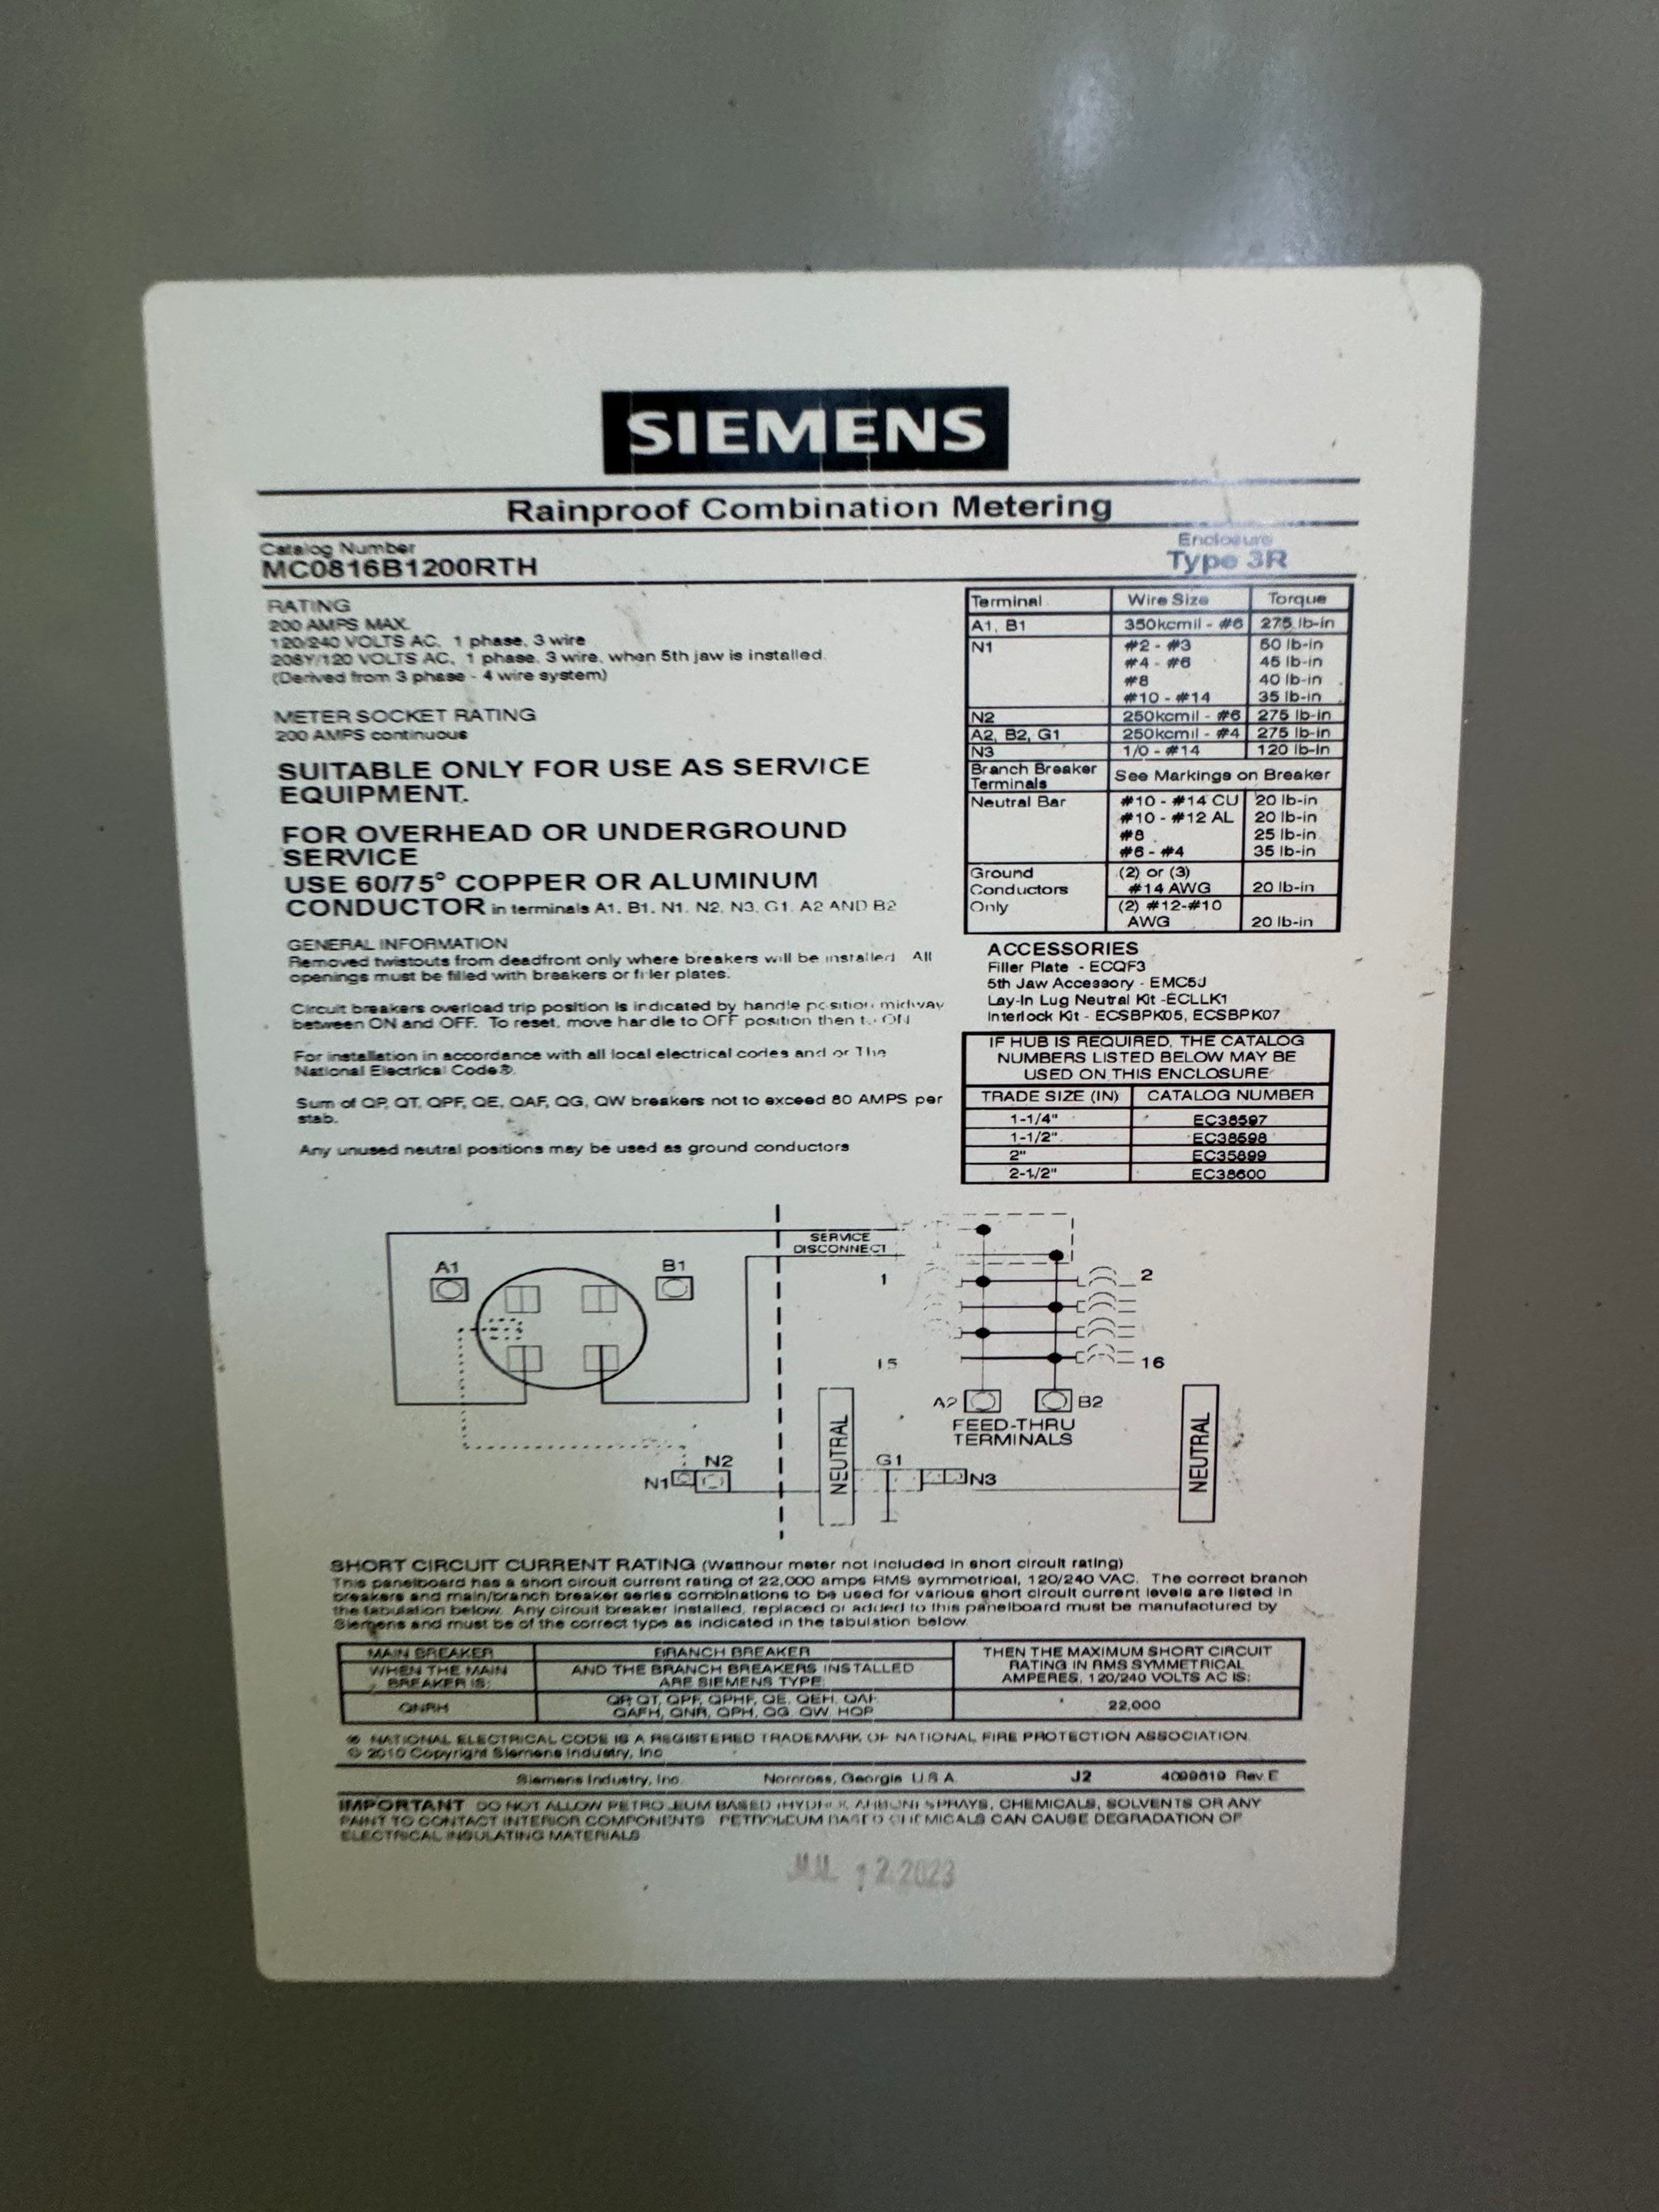 SIEMENS
Rainproof Combination Metering
Catalog Number
MC0816B1200RTH
Enclosure
Type 3R
RATING
200 AMPS MAX.
120/240 VOLTS AC, 1 phase, 3 wire
208Y/120 VOLTS AC, 1 phase, 3 wire, when 5th jaw is installed.
(Derived from 3 phase - 4 wire system)
METER SOCKET RATING
200 AMPS continuous
SUITABLE ONLY FOR USE AS SERVICE
EQUIPMENT.
FOR OVERHEAD OR UNDERGROUND
SERVICE
USE 60/75° COPPER OR ALUMINUM
CONDUCTOR in terminals A1, B1, N1, N2, N3, G1, A2 AND B2
GENERAL INFORMATION
Removed twistouts from deadfront only where breakers will be installed. All
openings must be filled with breakers or filler plates.
Circuit breakers overload trip position is indicated by handle position midway
between ON and OFF. To reset, move handle to OFF position then to ON
For installation in accordance with all local electrical codes and or The
National Electrical Code®.
Sum of QP, QT, QPF, QE, QAF, QG, QW breakers not to exceed 80 AMPS per
stab.
Any unused neutral positions may be used as ground conductors
Terminal Wire Size Torque
A1, B1 350kcmil - #6 275 lb-in
N1 #2 - #3 50 lb-in
#4 - #6 45 lb-in
#8 40 lb-in
#10 - #14 35 lb-in
N2 250kcmil - #6 275 lb-in
A2, B2, G1 250kcmil - #4 275 lb-in
N3 1/0 - #14 120 lb-in
Branch Breaker
Terminals See Markings on Breaker
Neutral Bar #10 - #14 CU 20 lb-in
#10 - #12 AL 20 lb-in
#8 25 lb-in
#6 - #4 35 lb-in
Ground (2) or (3)
Conductors #14 AWG 20 lb-in
Only (2) #12-#10
AWG 20 lb-in
ACCESSORIES
Filler Plate - ECQF3
5th Jaw Accessory - EMC5J
Lay-In Lug Neutral Kit -ECLLK1
Interlock Kit - ECSBPK05, ECSBPK07
IF HUB IS REQUIRED, THE CATALOG
NUMBERS LISTED BELOW MAY BE
USED ON THIS ENCLOSURE
TRADE SIZE (IN) CATALOG NUMBER
1-1/4" EC38597
1-1/2" EC38598
2" EC35899
2-1/2" EC38600
SERVICE
DISCONNECT
A1
B1
1
2
15
16
A2
B2
FEED-THRU
TERMINALS
NEUTRAL
NEUTRAL
N1
N2
G1
N3
SHORT CIRCUIT CURRENT RATING (Watthour meter not included in short circuit rating)
This panelboard has a short circuit current rating of 22,000 amps RMS symmetrical, 120/240 VAC. The correct branch
breakers and main/branch breaker series combinations to be used for various short circuit current levels are listed in
the tabulation below. Any circuit breaker installed, replaced or added to this panelboard must be manufactured by
Siemens and must be of the correct type as indicated in the tabulation below.
MAIN BREAKER
WHEN THE MAIN
BREAKER IS:
BRANCH BREAKER
AND THE BRANCH BREAKERS INSTALLED
ARE SIEMENS TYPE:
THEN THE MAXIMUM SHORT CIRCUIT
RATING IN RMS SYMMETRICAL
AMPERES, 120/240 VOLTS AC IS:
QNRH
QP, QT, QPF, QPHF, QE, QEH, QAF,
QAFH, QNR, QPH, QG, QW, HQP
22,000
® NATIONAL ELECTRICAL CODE IS A REGISTERED TRADEMARK OF NATIONAL FIRE PROTECTION ASSOCIATION
© 2010 Copyright Siemens Industry, Inc
Siemens Industry, Inc. Norcross, Georgia U.S.A. J2 4099619 Rev.E
IMPORTANT DO NOT ALLOW PETROLEUM BASED (HYDROCARBON) SPRAYS, CHEMICALS, SOLVENTS OR ANY
PAINT TO CONTACT INTERIOR COMPONENTS PETROLEUM BASED CHEMICALS CAN CAUSE DEGRADATION OF
ELECTRICAL INSULATING MATERIALS
JUL 12 2023